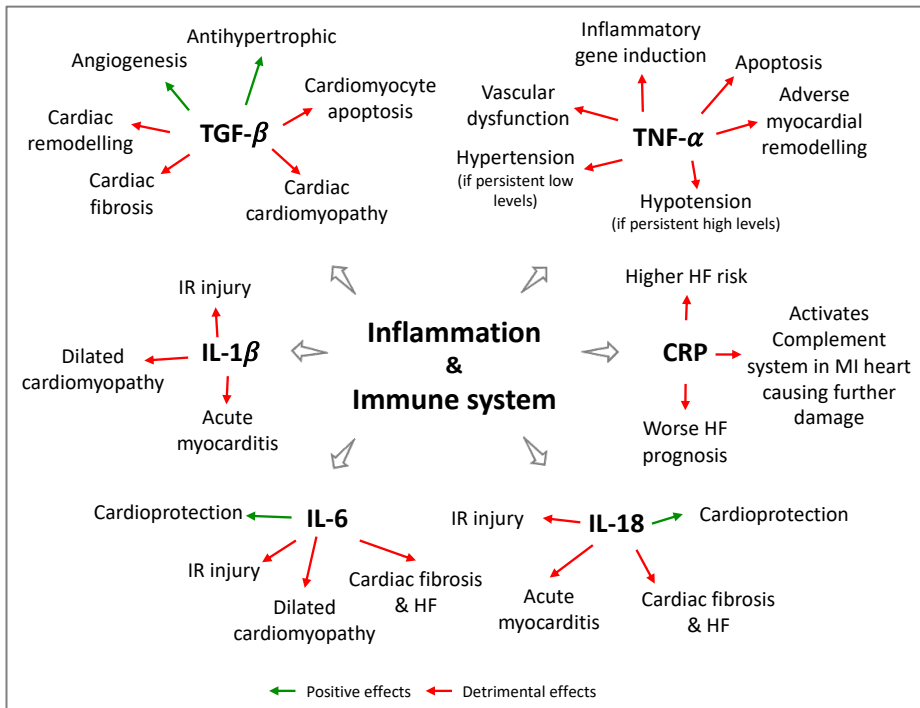 Antihypertrophic
Angiogenesis
Cardiomyocyte
apoptosis
Cardiac
remodelling
TGF-β
Cardiac
fibrosis
Cardiac
cardiomyopathy
Inflammatory
gene induction
Apoptosis
Vascular
dysfunction
Adverse
myocardial
remodelling
TNF-α
Hypertension
(if persistent low
levels)
Hypotension
(if persistent high levels)
IR injury
IL-1β
Dilated
cardiomyopathy
Acute
myocarditis
Inflammation
&
Immune system
Higher HF risk
CRP
Activates
Complement
system in MI heart
causing further
damage
Worse HF
prognosis
Cardioprotection
IL-6
IR injury
Dilated
cardiomyopathy
Cardiac fibrosis
& HF
IR injury
IL-18
Cardioprotection
Acute
myocarditis
Cardiac fibrosis
& HF
Positive effects
Detrimental effects